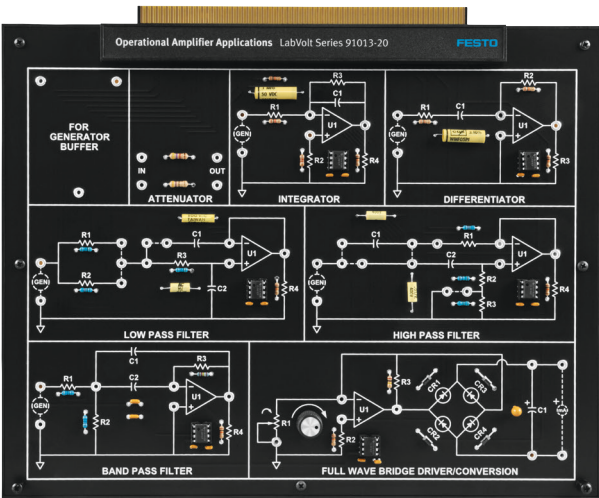 Operational Amplifier Applications LabVolt Series 91013-20 FESTO
FOR
GENERATOR
BUFFER
IN
OUT
ATTENUATOR
50 VDC
R3
C1
R1
GEN
U1
R2
R4
INTEGRATOR
R2
R1
C1
GEN
U1
R3
DIFFERENTIATOR
R1
C1
R3
U1
R2
GEN
C2
R4
LOW PASS FILTER
C1
R1
C2
U1
R2
GEN
R3
R4
HIGH PASS FILTER
C1
R3
R1
C2
GEN
U1
R2
R4
BAND PASS FILTER
R3
CR1
CR3
R1
U1
C1
mA
R2
CR2
CR4
FULL WAVE BRIDGE DRIVER/CONVERSION